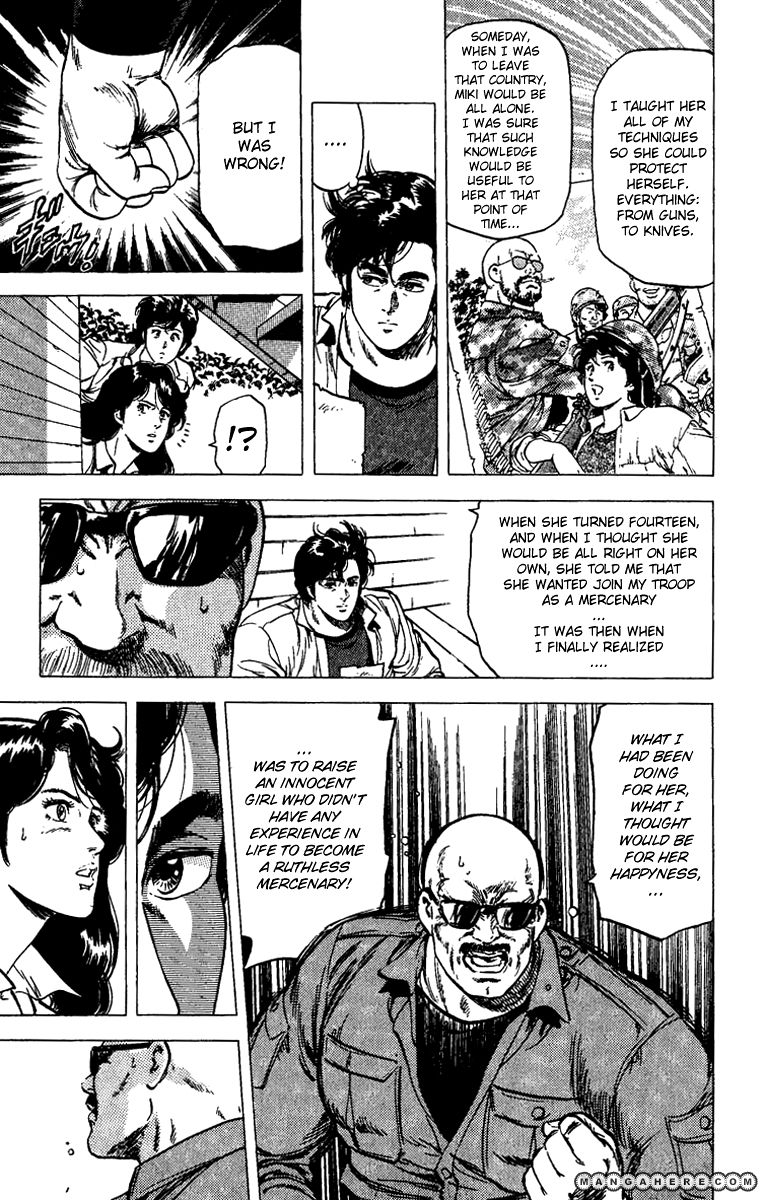 I TAUGHT HER
ALL OF MY
TECHNIQUES
SO SHE COULD
PROTECT
HERSELF.
EVERYTHING:
FROM GUNS,
TO KNIVES.
SOMEDAY,
WHEN I WAS
TO LEAVE
THAT COUNTRY,
MIKI WOULD BE
ALL ALONE.
I WAS SURE
THAT SUCH
KNOWLEDGE
WOULD BE
USEFUL TO
HER AT THAT
POINT OF
TIME...
....
BUT I
WAS
WRONG!
!?
WHEN SHE TURNED FOURTEEN,
AND WHEN I THOUGHT SHE
WOULD BE ALL RIGHT ON HER
OWN, SHE TOLD ME THAT
SHE WANTED JOIN MY TROOP
AS A MERCENARY
...
IT WAS THEN WHEN
I FINALLY REALIZED
....
WHAT I
HAD BEEN
DOING
FOR HER,
WHAT I
THOUGHT
WOULD BE
FOR HER
HAPPYNESS,
...
...
WAS TO RAISE
AN INNOCENT
GIRL WHO DIDN'T
HAVE ANY
EXPERIENCE IN
LIFE TO BECOME
A RUTHLESS
MERCENARY!
MANGAHERE.COM